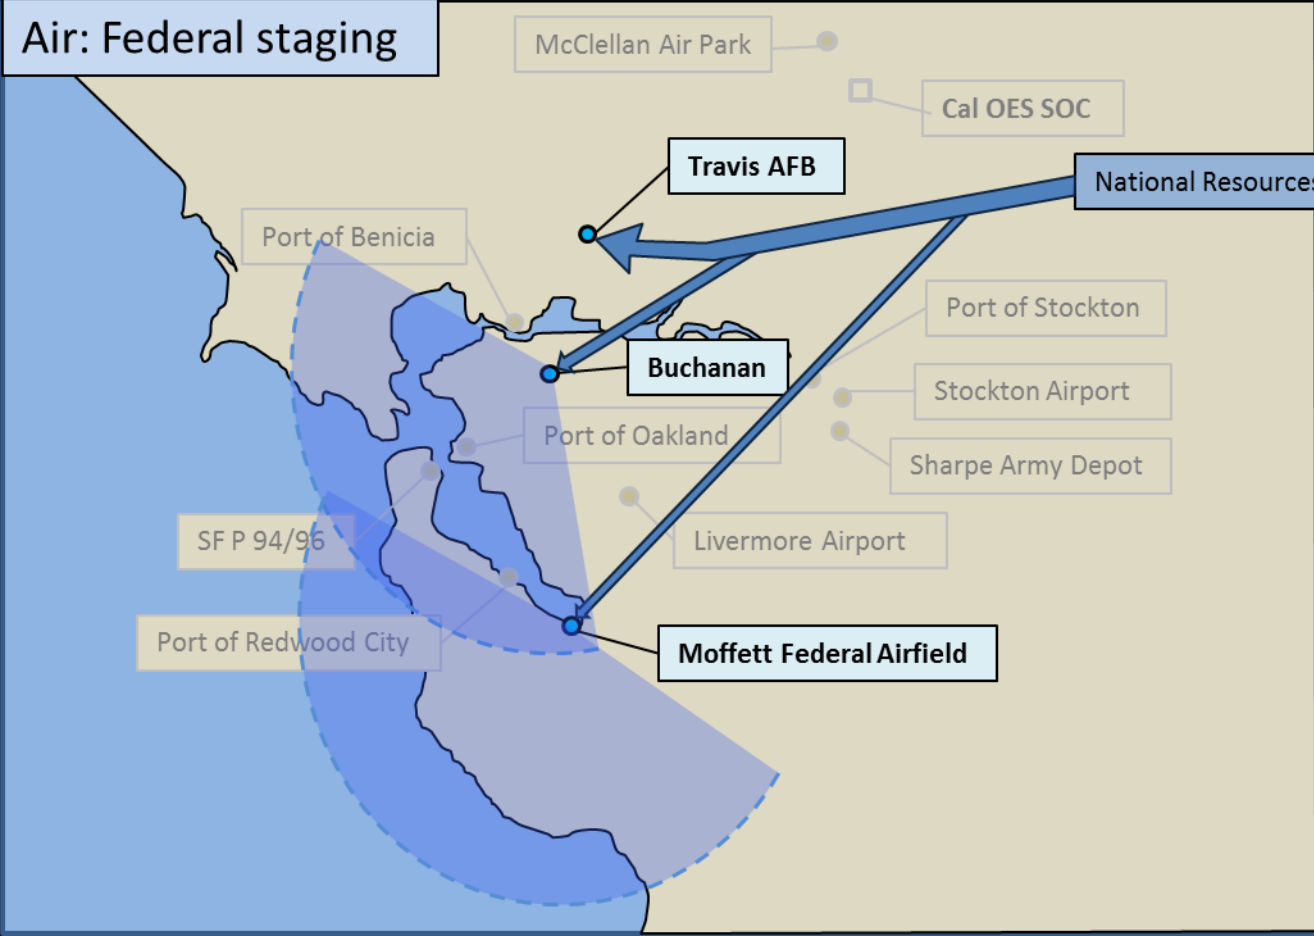 Air: Federal staging
McClellan Air Park
Cal OES SOC
Travis AFB
National Resources
Port of Benicia
Port of Stockton
Buchanan
Stockton Airport
Port of Oakland
Sharpe Army Depot
SF P 94/96
Livermore Airport
Port of Redwood City
Moffett Federal Airfield